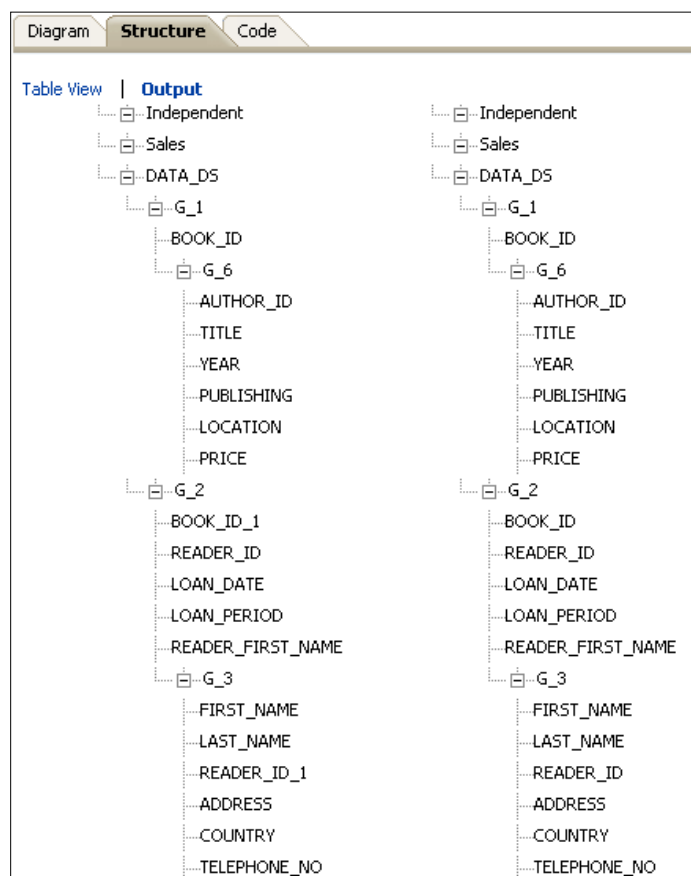 Diagram Structure Code
Table View | Output
Independent Independent
Sales Sales
DATA_DS DATA_DS
G_1 G_1
BOOK_ID BOOK_ID
G_6 G_6
AUTHOR_ID AUTHOR_ID
TITLE TITLE
YEAR YEAR
PUBLISHING PUBLISHING
LOCATION LOCATION
PRICE PRICE
G_2 G_2
BOOK_ID_1 BOOK_ID
READER_ID READER_ID
LOAN_DATE LOAN_DATE
LOAN_PERIOD LOAN_PERIOD
READER_FIRST_NAME READER_FIRST_NAME
G_3 G_3
FIRST_NAME FIRST_NAME
LAST_NAME LAST_NAME
READER_ID_1 READER_ID
ADDRESS ADDRESS
COUNTRY COUNTRY
TELEPHONE_NO TELEPHONE_NO